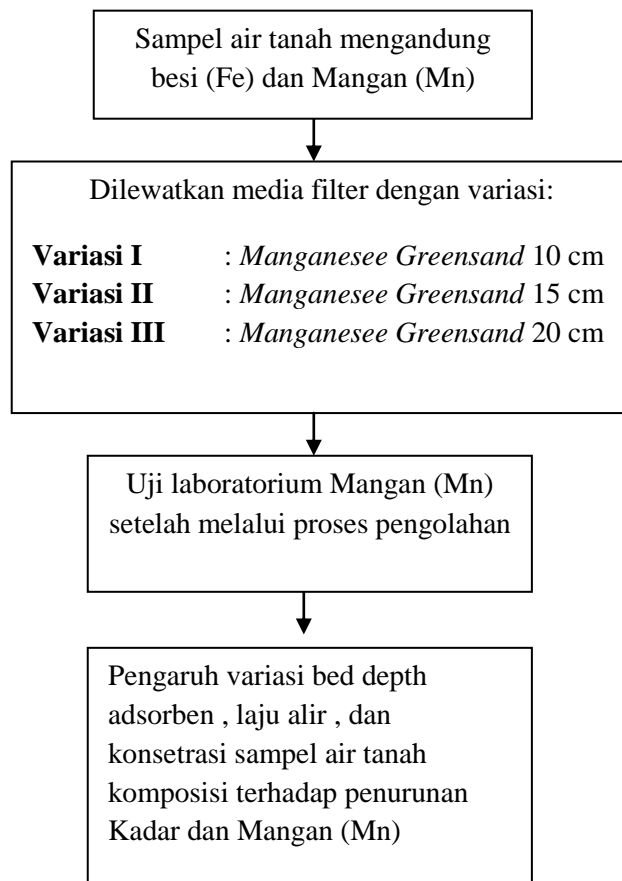 Sampel air tanah mengandung
besi (Fe) dan Mangan (Mn)
Dilewatkan media filter dengan variasi:
Variasi I : Manganesee Greensand 10 cm
Variasi II : Manganesee Greensand 15 cm
Variasi III : Manganesee Greensand 20 cm
Uji laboratorium Mangan (Mn)
setelah melalui proses pengolahan
Pengaruh variasi bed depth
adsorben , laju alir , dan
konsetrasi sampel air tanah
komposisi terhadap penurunan
Kadar dan Mangan (Mn)